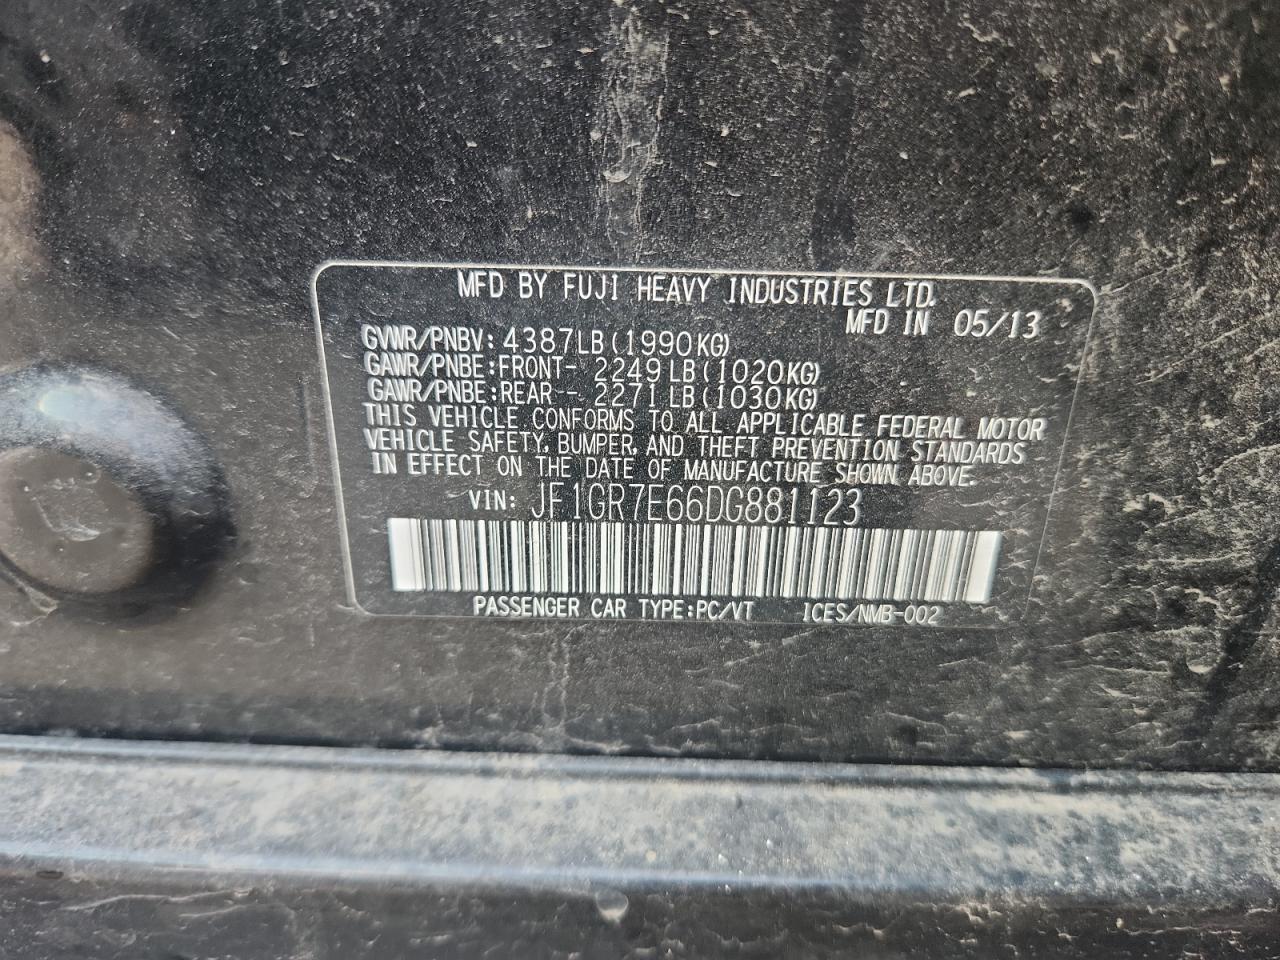 MFD BY FUJI HEAVY INDUSTRIES LTD.
MFD IN 05/13
GVWR/PNBV: 4387LB (1990KG)
GAWR/PNBE:FRONT- 2249LB (1020KG)
GAWR/PNBE:REAR-- 2271LB (1030KG)
THIS VEHICLE CONFORMS TO ALL APPLICABLE FEDERAL MOTOR
VEHICLE SAFETY, BUMPER, AND THEFT PREVENTION STANDARDS
IN EFFECT ON THE DATE OF MANUFACTURE SHOWN ABOVE.
VIN: JF1GR7E66DG881123
PASSENGER CAR TYPE:PC/VT ICES/NMB-002